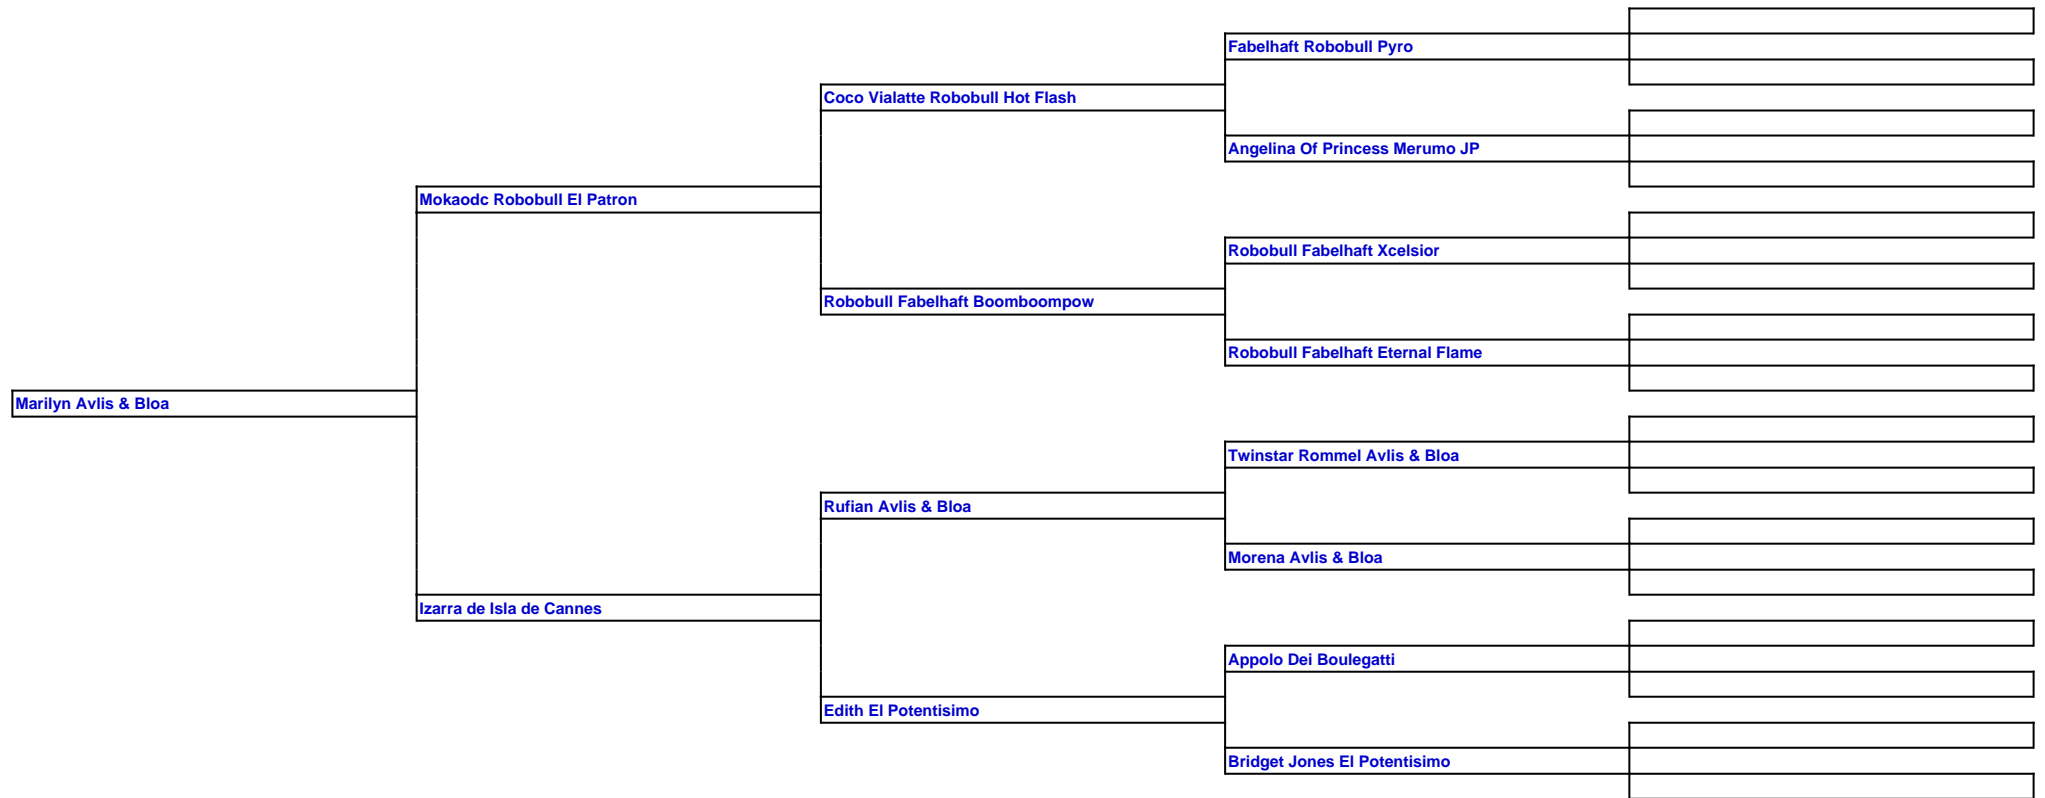 Fabelhaft Robobull Pyro
Coco Vialatte Robobull Hot Flash
Angelina Of Princess Merumo JP
Mokaodc Robobull El Patron
Robobull Fabelhaft Xcelsior
Robobull Fabelhaft Boomboompow
Robobull Fabelhaft Eternal Flame
Marilyn Avlis & Bloa
Twinstar Rommel Avlis & Bloa
Rufian Avlis & Bloa
Morena Avlis & Bloa
Izarra de Isla de Cannes
Appolo Dei Boulegatti
Edith El Potentisimo
Bridget Jones El Potentisimo